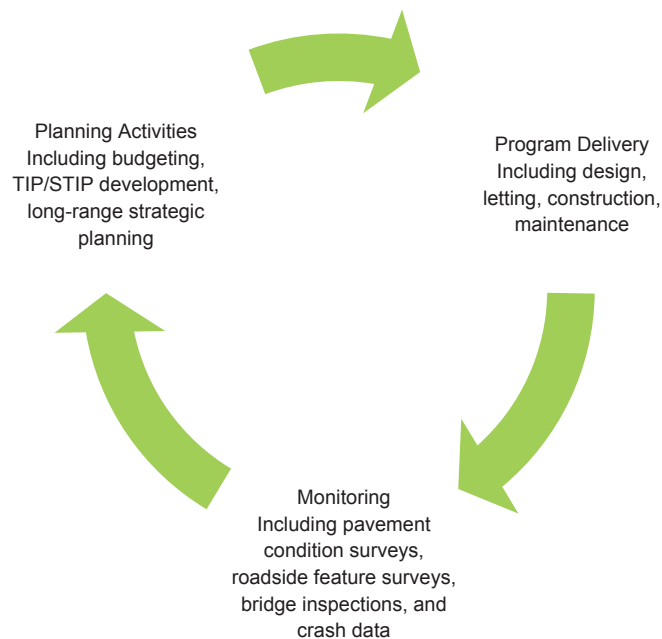 Planning Activities
Including budgeting,
TIP/STIP development,
long-range strategic
planning
Program Delivery
Including design,
letting, construction,
maintenance
Monitoring
Including pavement
condition surveys,
roadside feature surveys,
bridge inspections, and
crash data